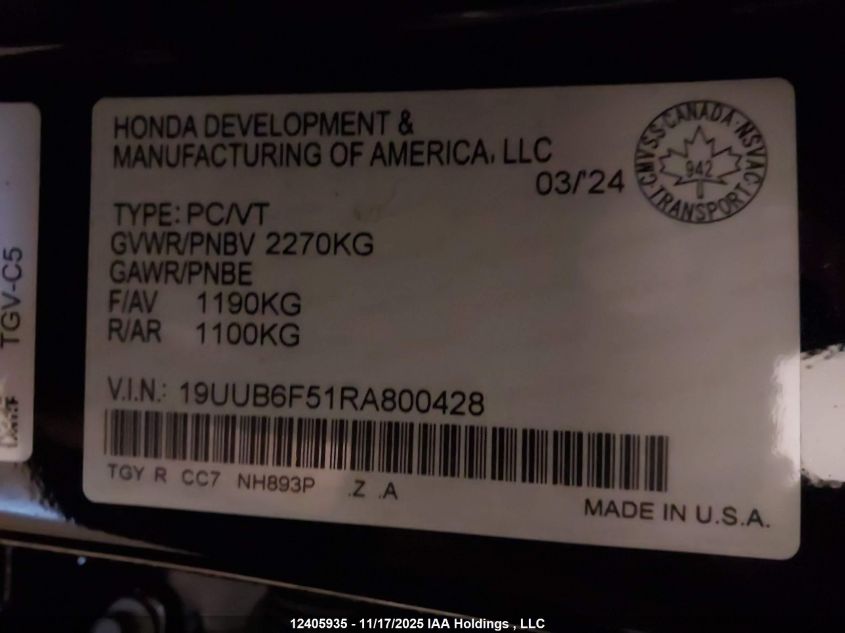 HONDA DEVELOPMENT &
MANUFACTURING OF AMERICA, LLC
03/'24
CMVSS · CANADA · NSVAC
942
TRANSPORT
TYPE: PC/VT
GVWR/PNBV 2270KG
GAWR/PNBE
F/AV 1190KG
R/AR 1100KG
V.I.N.: 19UUB6F51RA800428
TGY R CC7 NH893P .Z .A
MADE IN U.S.A.
TGV-C5
12405935 - 11/17/2025 IAA Holdings , LLC